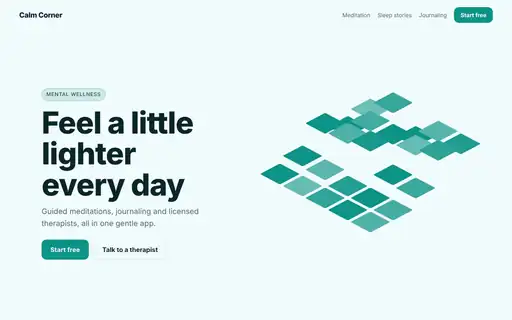 Calm Corner
Meditation Sleep stories Journaling Start free
MENTAL WELLNESS
Feel a little
lighter
every day
Guided meditations, journaling and licensed
therapists, all in one gentle app.
Start free Talk to a therapist